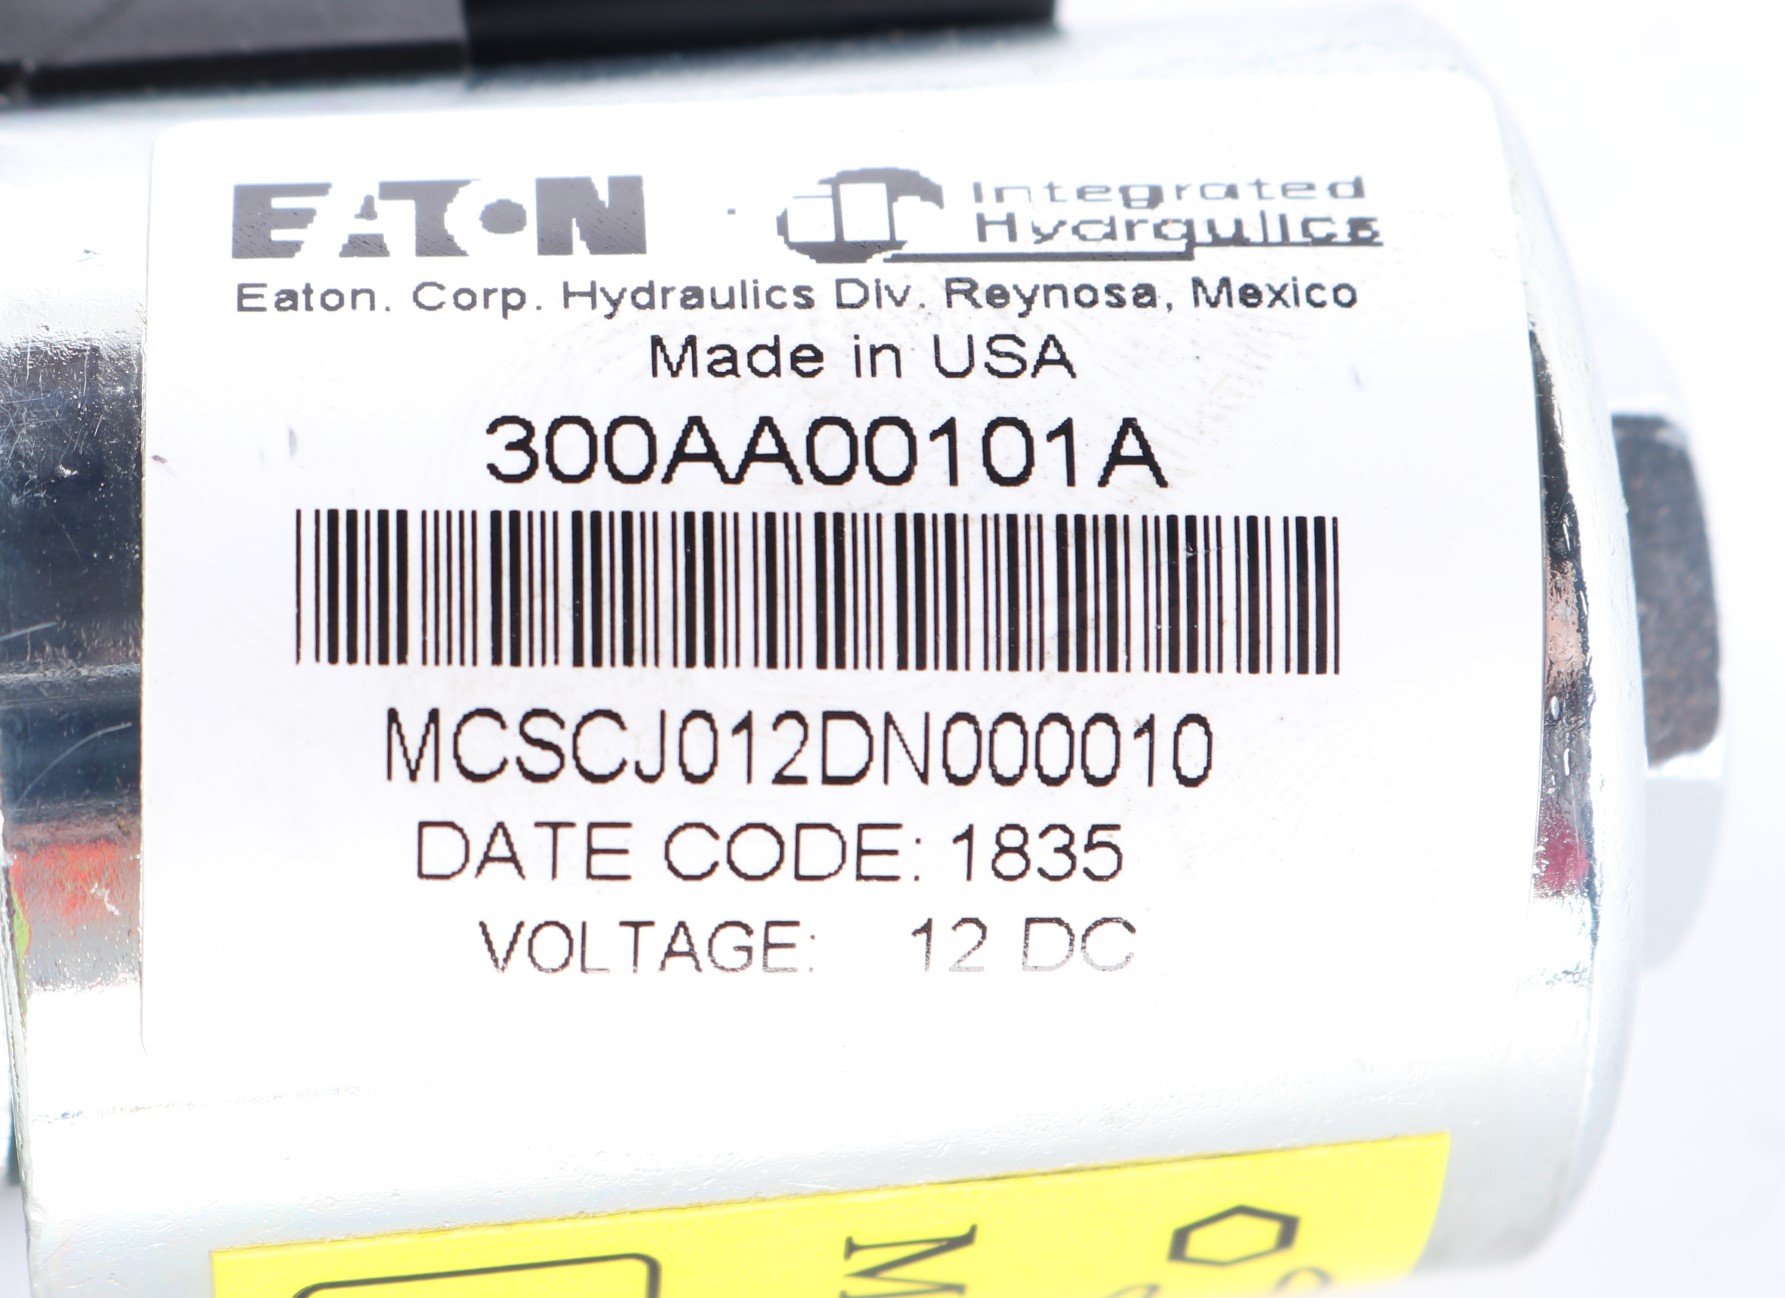 EATON Integrated
Hydraulics
Eaton. Corp. Hydraulics Div. Reynosa, Mexico
Made in USA
300AA00101A
MCSCJ012DN000010
DATE CODE: 1835
VOLTAGE: 12 DC
M